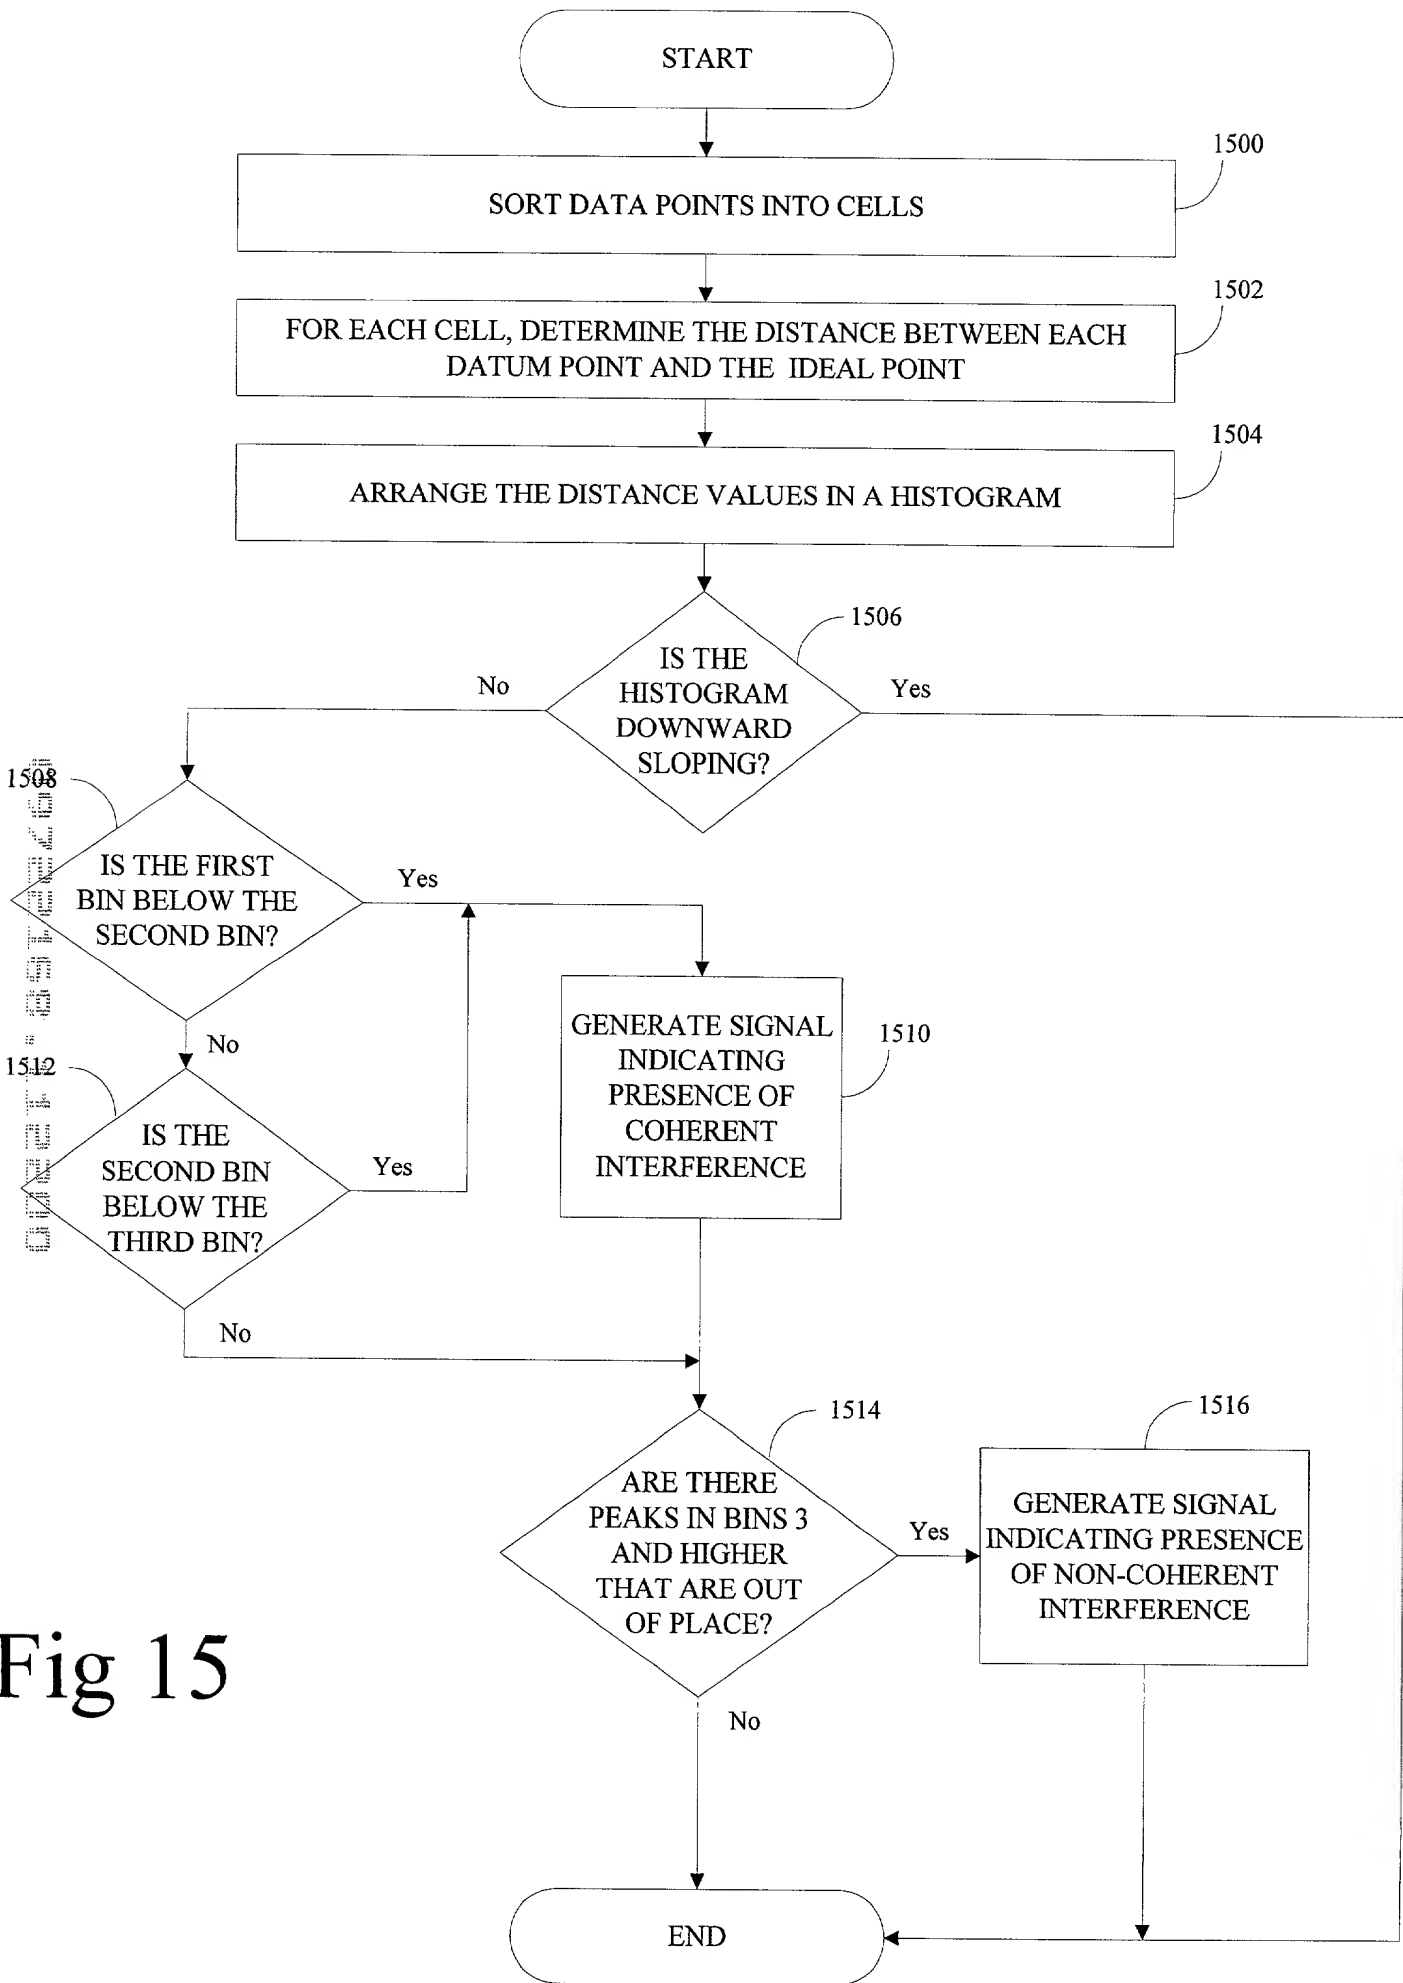 START
1500
SORT DATA POINTS INTO CELLS
1502
FOR EACH CELL, DETERMINE THE DISTANCE BETWEEN EACH
DATUM POINT AND THE IDEAL POINT
1504
ARRANGE THE DISTANCE VALUES IN A HISTOGRAM
1506
IS THE
HISTOGRAM
DOWNWARD
SLOPING?
No
Yes
1508
IS THE FIRST
BIN BELOW THE
SECOND BIN?
Yes
No
1510
GENERATE SIGNAL
INDICATING
PRESENCE OF
COHERENT
INTERFERENCE
1512
IS THE
SECOND BIN
BELOW THE
THIRD BIN?
Yes
No
1514
ARE THERE
PEAKS IN BINS 3
AND HIGHER
THAT ARE OUT
OF PLACE?
Yes
No
1516
GENERATE SIGNAL
INDICATING PRESENCE
OF NON-COHERENT
INTERFERENCE
Fig 15
END